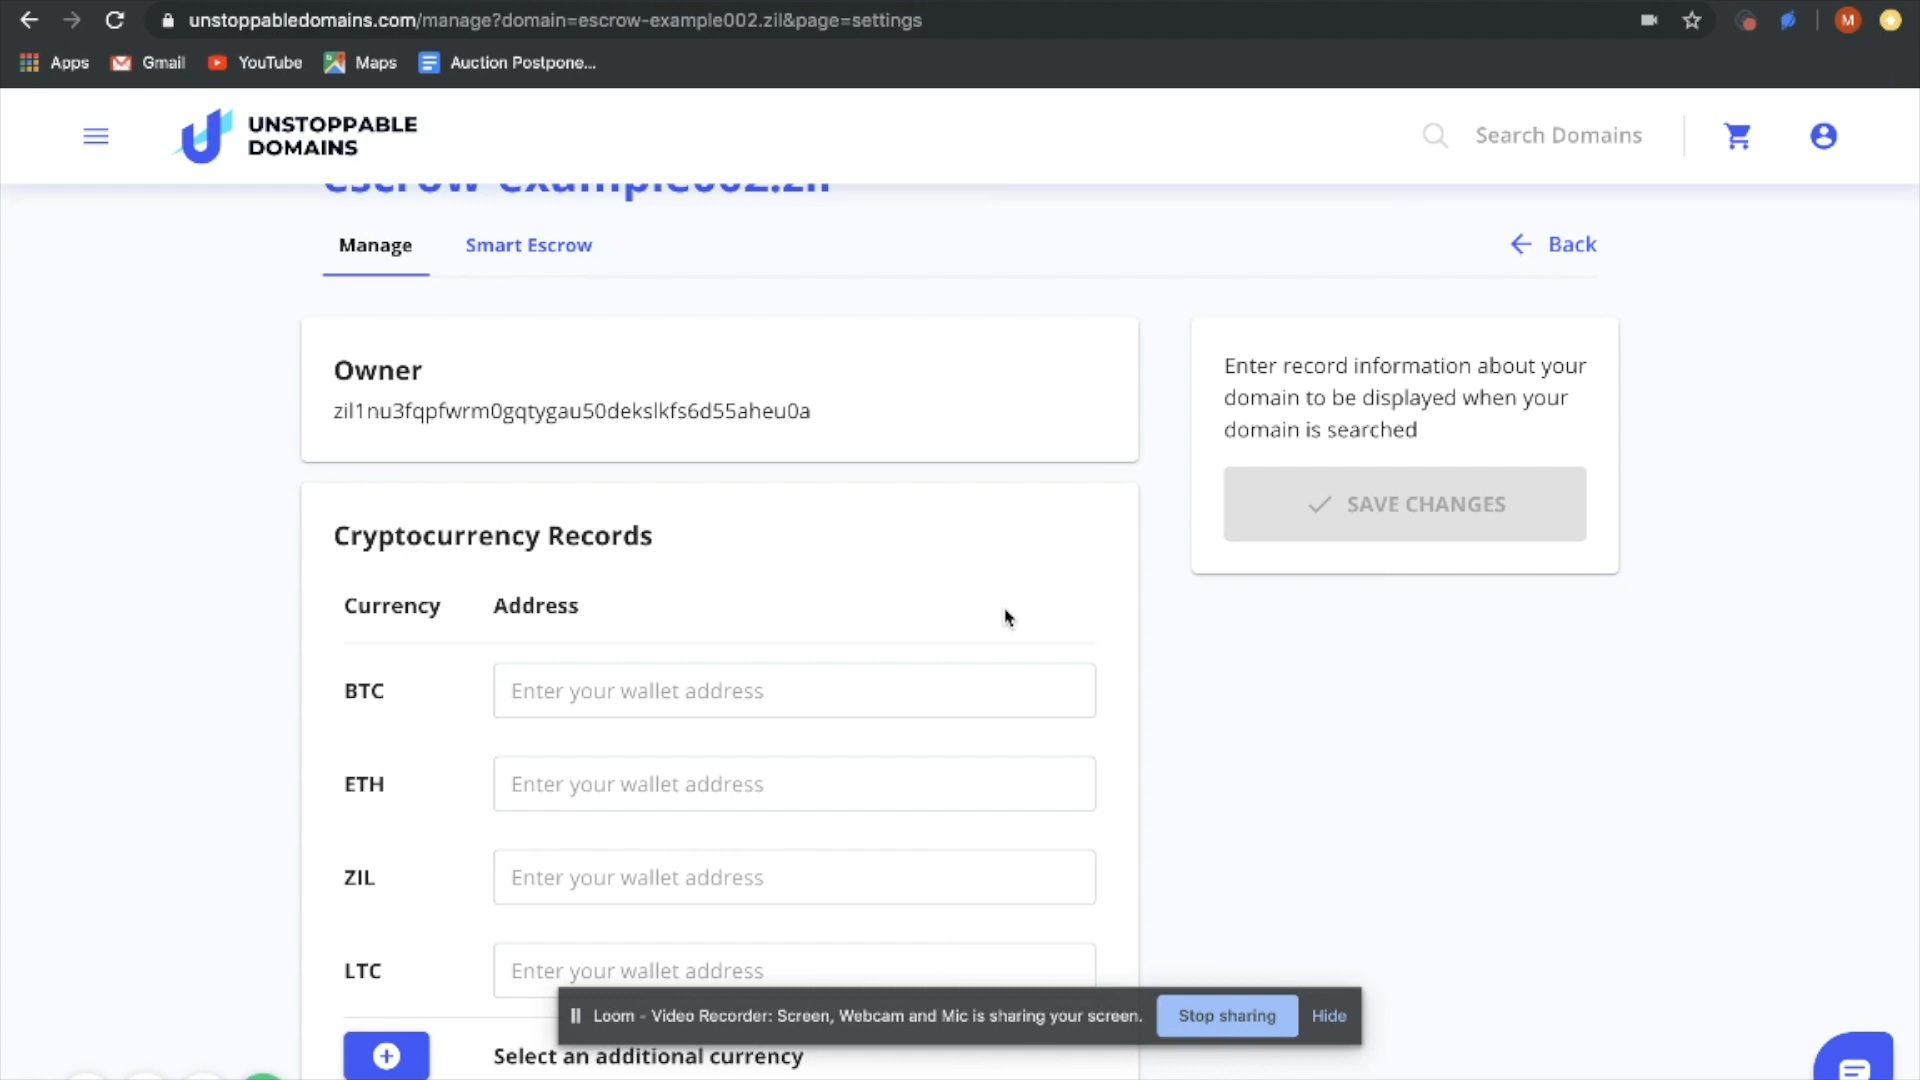 unstoppabledomains.com/manage?domain=escrow-example002.zil&page=settings
M
Apps Gmail YouTube Maps Auction Postpone...
UNSTOPPABLE
DOMAINS
Search Domains
escrow-example002.zil
Manage Smart Escrow Back
Owner
zil1nu3fqpfwrm0gqtygau50dekslkfs6d55aheu0a
Enter record information about your
domain to be displayed when your
domain is searched
SAVE CHANGES
Cryptocurrency Records
Currency Address
BTC Enter your wallet address
ETH Enter your wallet address
ZIL Enter your wallet address
LTC Enter your wallet address
Loom - Video Recorder: Screen, Webcam and Mic is sharing your screen. Stop sharing Hide
Select an additional currency